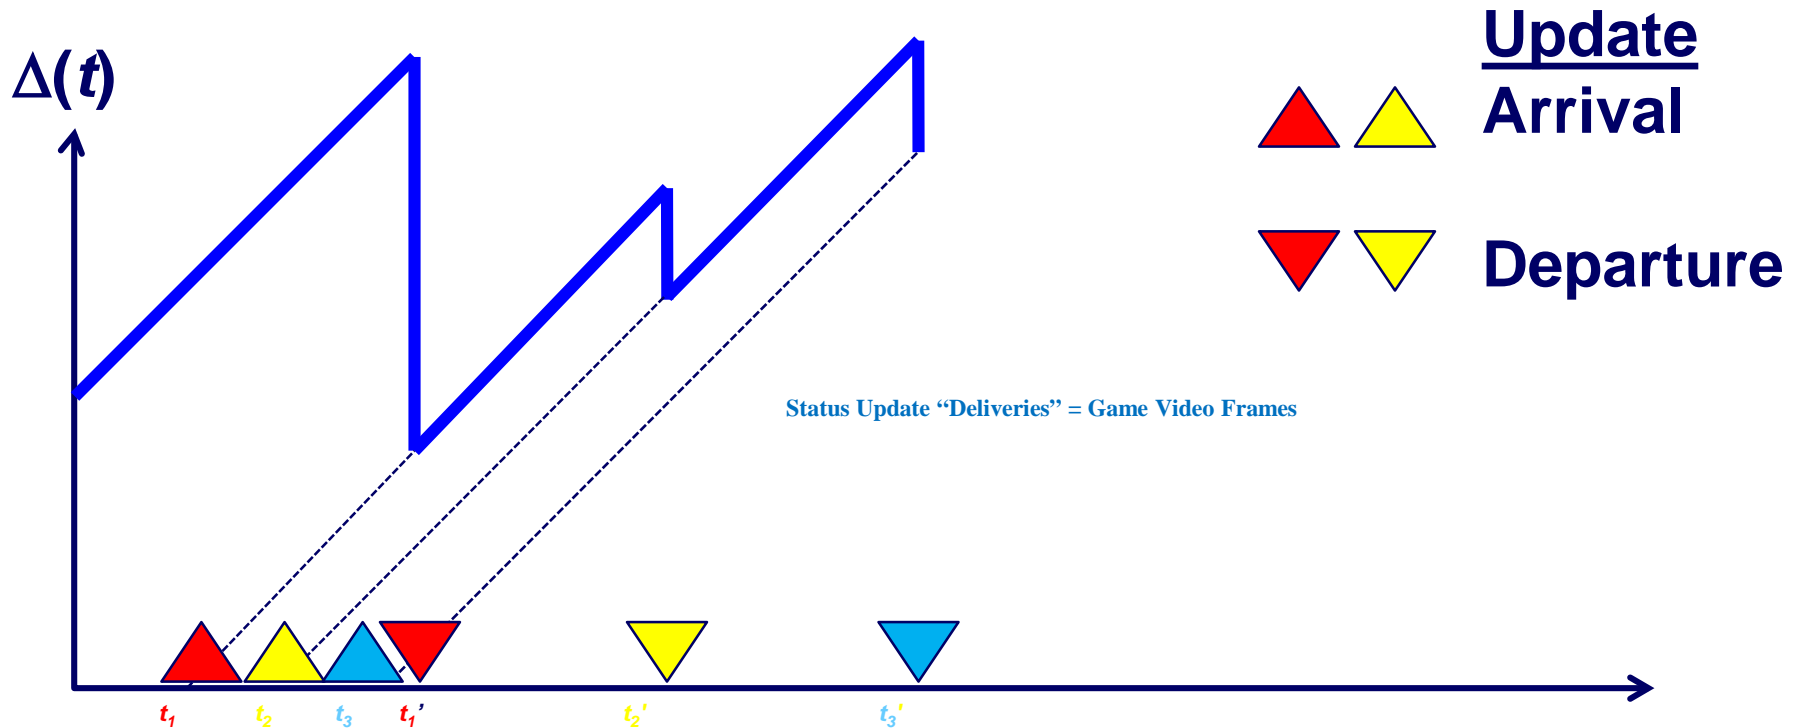 Δ(t)
Update
Arrival
Departure
Status Update “Deliveries” = Game Video Frames
t₁ t₂ t₃ t₁’ t₂' t₃'